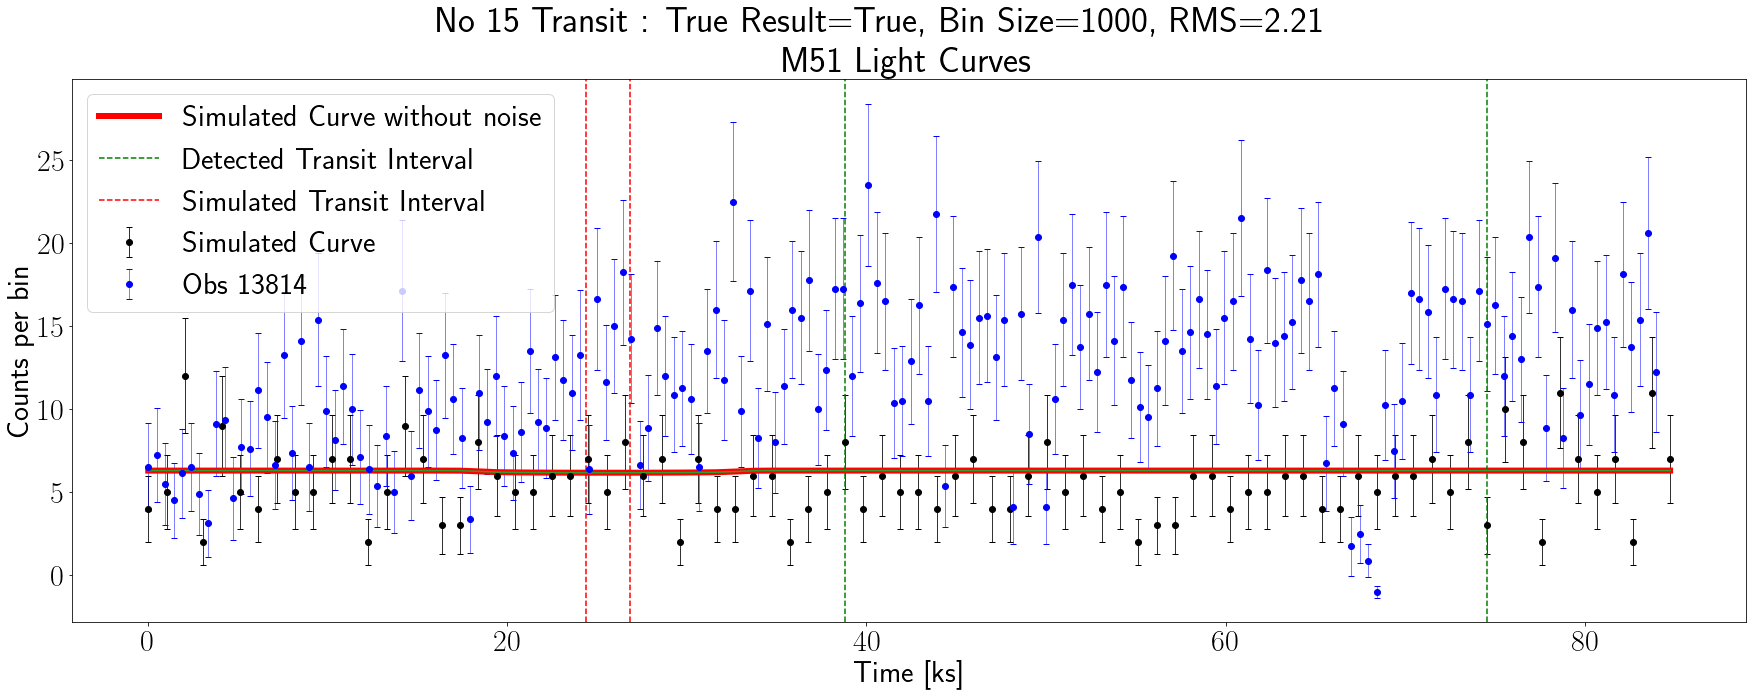 No 15 Transit : True Result=True, Bin Size=1000, RMS=2.21
M51 Light Curves
Simulated Curve without noise
Detected Transit Interval
Simulated Transit Interval
Simulated Curve
Obs 13814
Counts per bin
25
20
15
10
5
0
0 20 40 60 80
Time [ks]